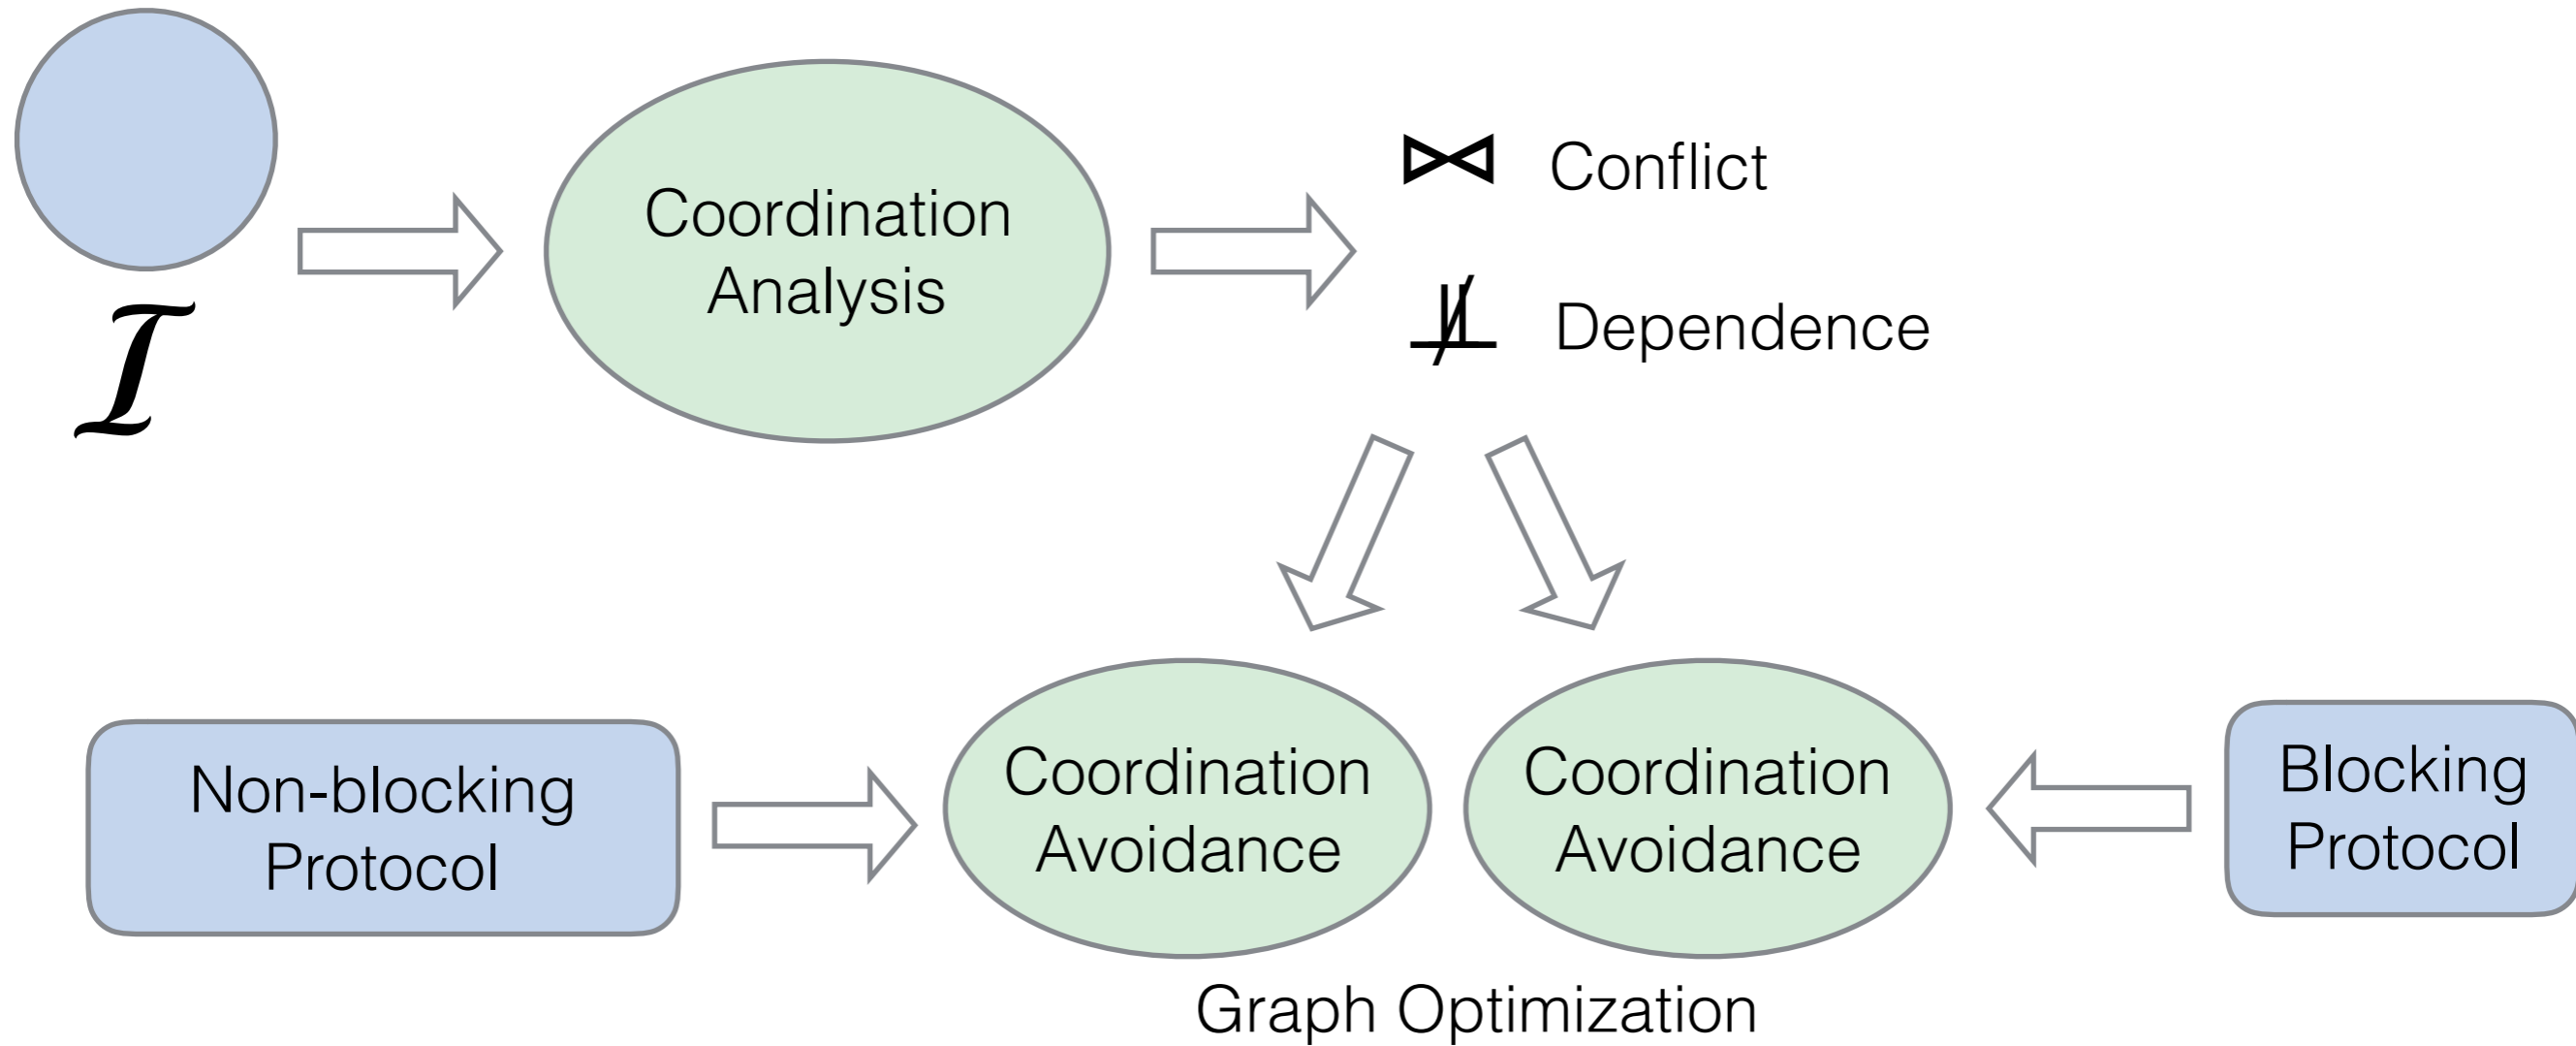 ℐ
Coordination
Analysis
⋈ Conflict
⫫̸ Dependence
Non-blocking
Protocol
Coordination
Avoidance
Coordination
Avoidance
Blocking
Protocol
Graph Optimization